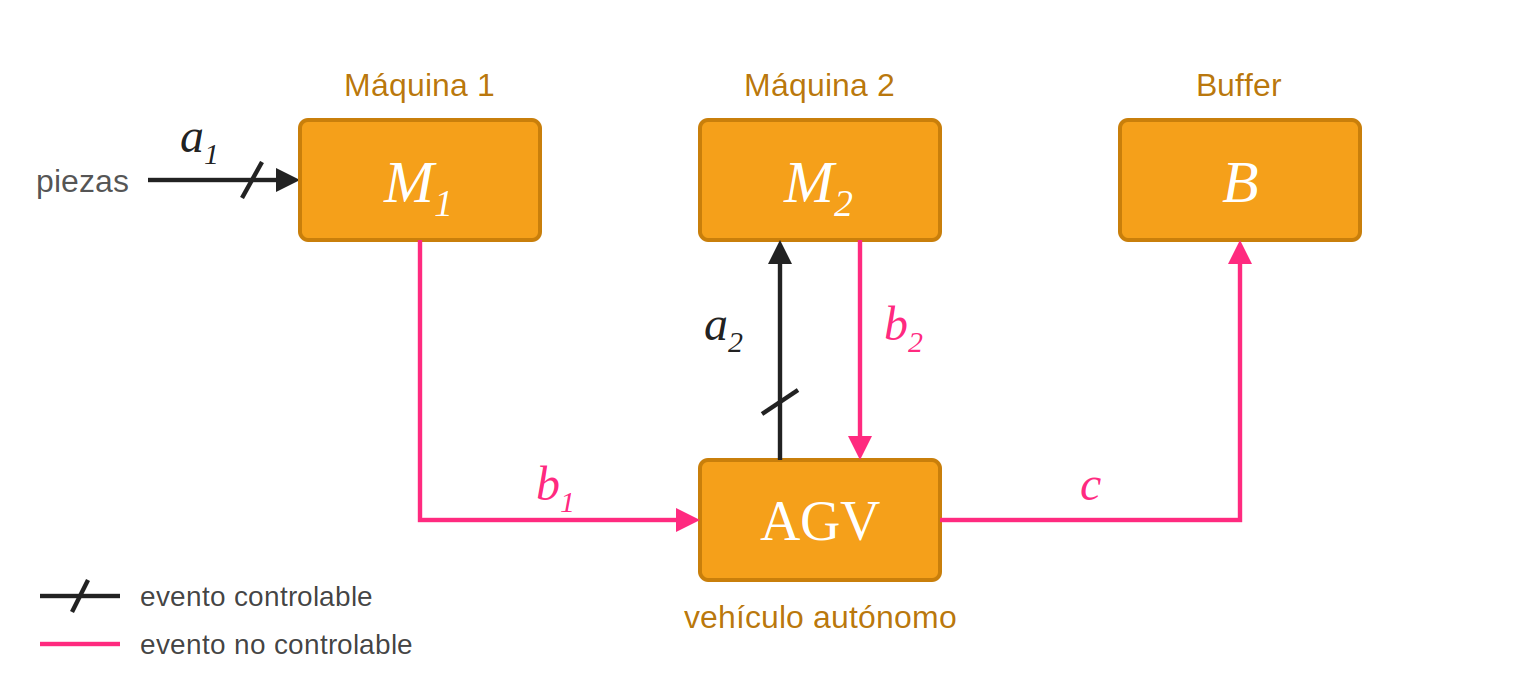 Máquina 1
Máquina 2
Buffer
a1
piezas
M1
M2
B
a2
b2
b1
AGV
c
evento controlable
vehículo autónomo
evento no controlable